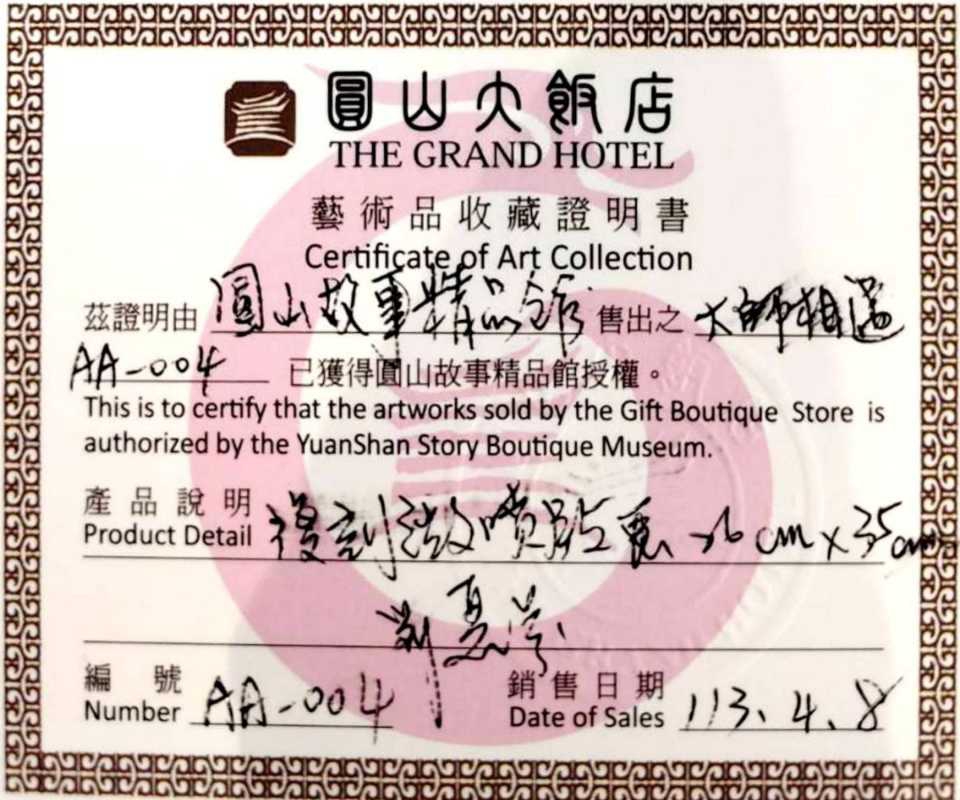 圓山大飯店
THE GRAND HOTEL
藝術品收藏證明書
Certificate of Art Collection
茲證明由 圓山故事精品館 售出之 大師相遇
AA-004 已獲得圓山故事精品館授權。
This is to certify that the artworks sold by the Gift Boutique Store is
authorized by the YuanShan Story Boutique Museum.
產品說明
Product Detail 復刻微噴 cm x 35 cm
編號 AA-004 銷售日期 113.4.8
Number Date of Sales